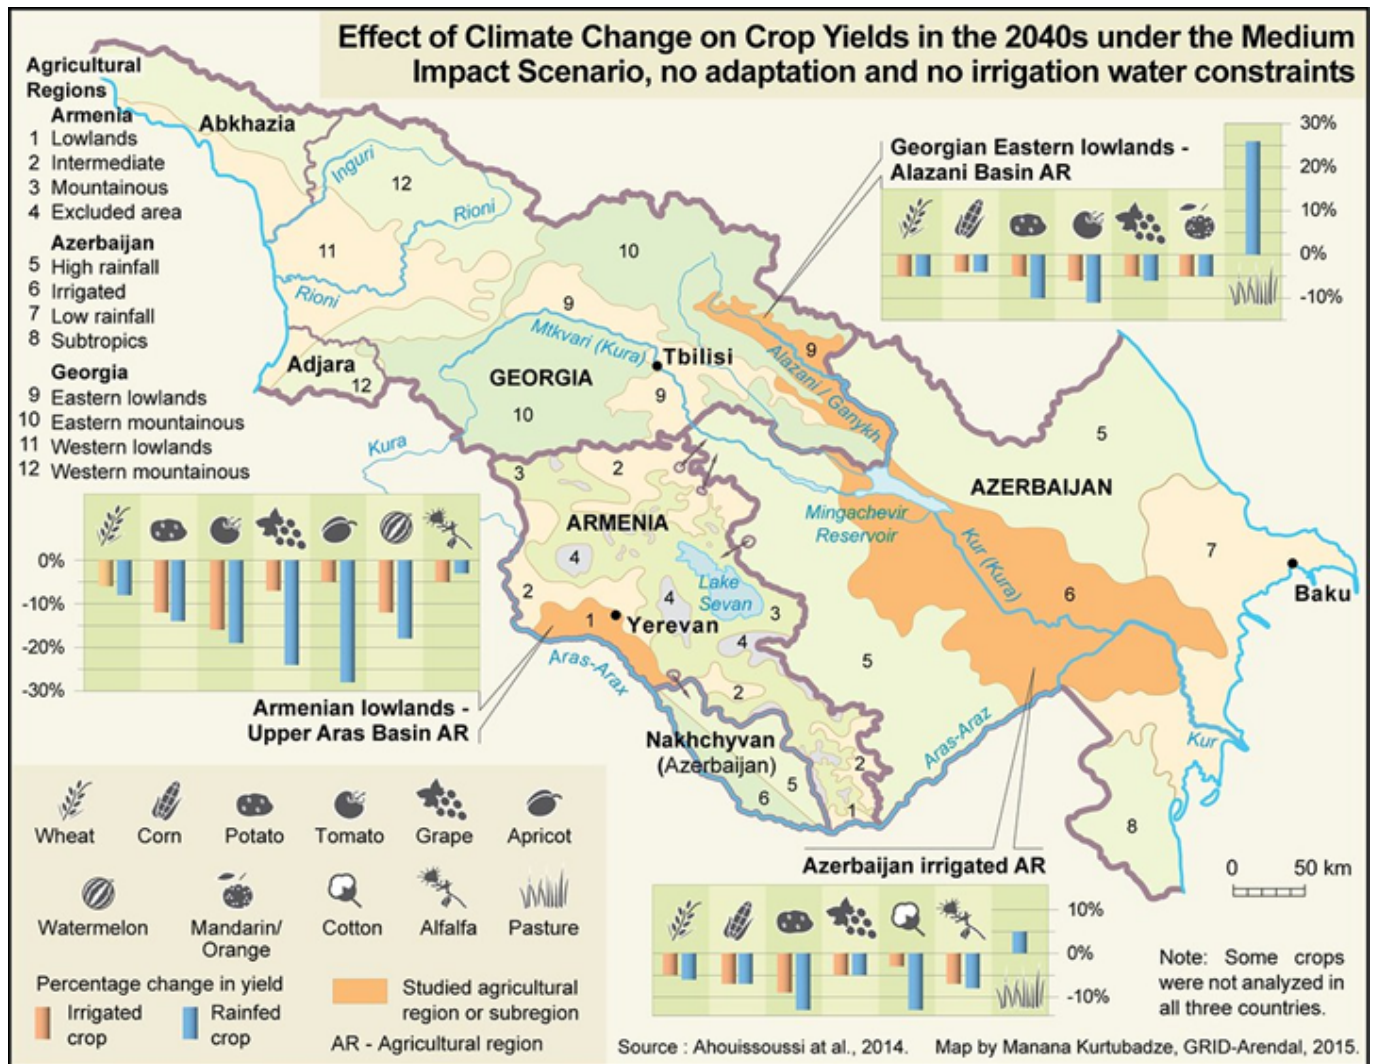 Effect of Climate Change on Crop Yields in the 2040s under the Medium
Impact Scenario, no adaptation and no irrigation water constraints
Agricultural
Regions
Armenia
1 Lowlands
2 Intermediate
3 Mountainous
4 Excluded area
Azerbaijan
5 High rainfall
6 Irrigated
7 Low rainfall
8 Subtropics
Georgia
9 Eastern lowlands
10 Eastern mountainous
11 Western lowlands
12 Western mountainous
Abkhazia
Inguri
12
Rioni
11
Rioni
Adjara
12
10
9
Mtkvari (Kura)
Tbilisi
GEORGIA
10
9
9
Alazani / Ganykh
Kura
Georgian Eastern lowlands -
Alazani Basin AR
30%
20%
10%
0%
-10%
5
AZERBAIJAN
3
2
ARMENIA
4
2
4
Lake
Sevan
3
1
Yerevan
4
2
Mingachevir
Reservoir
Kur (Kura)
7
6
Baku
5
Aras-Arax
Aras-Araz
Kur
Nakhchyvan
(Azerbaijan)
5
6
2
1
8
0%
-10%
-20%
-30%
Armenian lowlands -
Upper Aras Basin AR
Azerbaijan irrigated AR
10%
0%
-10%
0 50 km
Wheat Corn Potato Tomato Grape Apricot
Watermelon Mandarin/ Cotton Alfalfa Pasture
Orange
Percentage change in yield
Irrigated
crop
Rainfed
crop
Studied agricultural
region or subregion
AR - Agricultural region
Note: Some crops
were not analyzed in
all three countries.
Source : Ahouissoussi at al., 2014. Map by Manana Kurtubadze, GRID-Arendal, 2015.